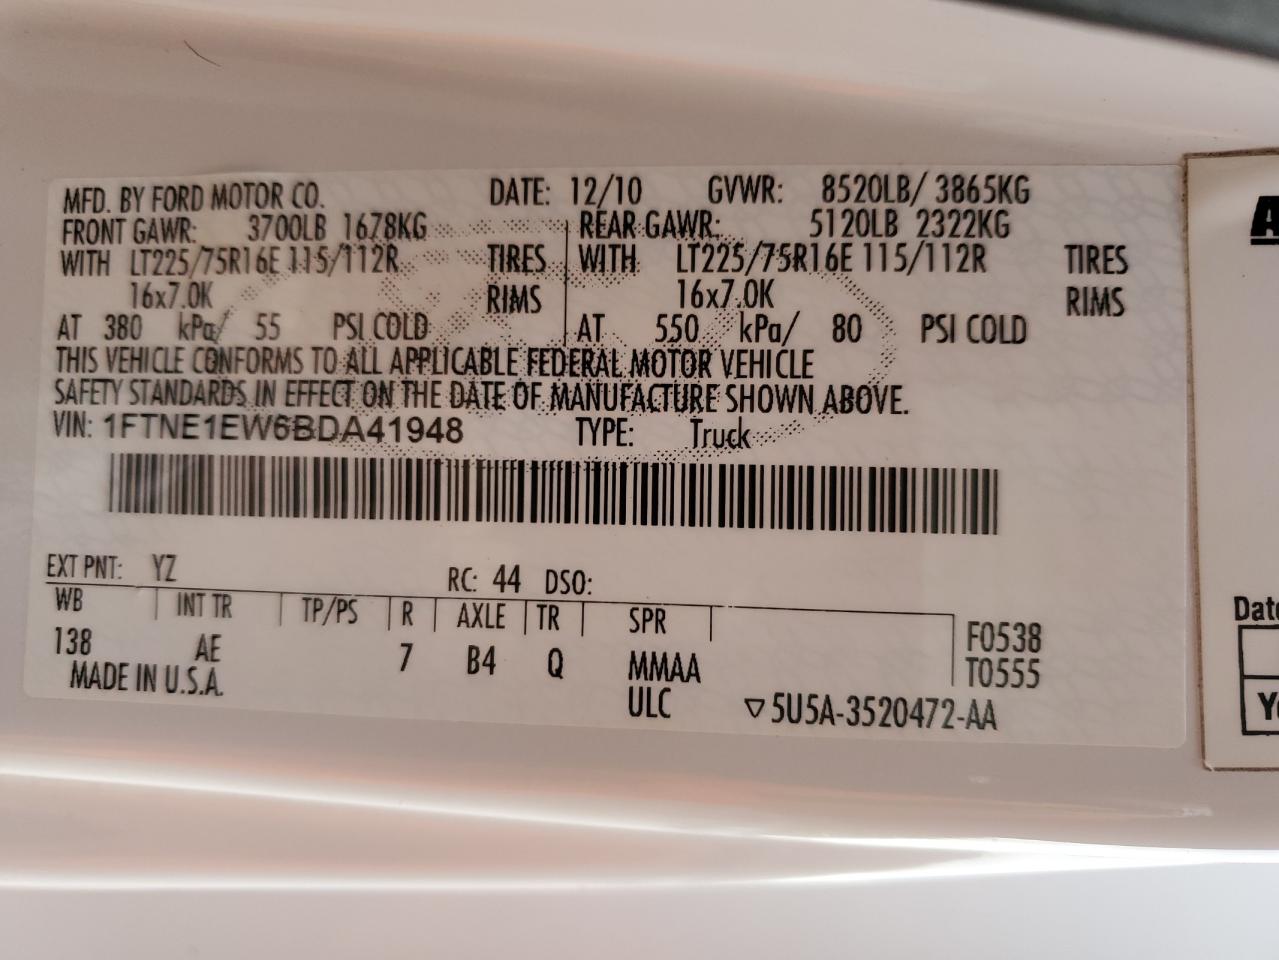 MFD. BY FORD MOTOR CO. DATE: 12/10 GVWR: 8520LB/ 3865KG
FRONT GAWR: 3700LB 1678KG REAR GAWR: 5120LB 2322KG
WITH LT225/75R16E 115/112R TIRES WITH LT225/75R16E 115/112R TIRES
16x7.0K RIMS 16x7.0K RIMS
AT 380 kPa/ 55 PSI COLD AT 550 kPa/ 80 PSI COLD
THIS VEHICLE CONFORMS TO ALL APPLICABLE FEDERAL MOTOR VEHICLE
SAFETY STANDARDS IN EFFECT ON THE DATE OF MANUFACTURE SHOWN ABOVE.
VIN: 1FTNE1EW6BDA41948 TYPE: Truck
EXT PNT: YZ RC: 44 DSO:
WB INT TR TP/PS R AXLE TR SPR
138 AE 7 B4 Q MMAA F0538
T0555
MADE IN U.S.A. ULC ▽5U5A-3520472-AA